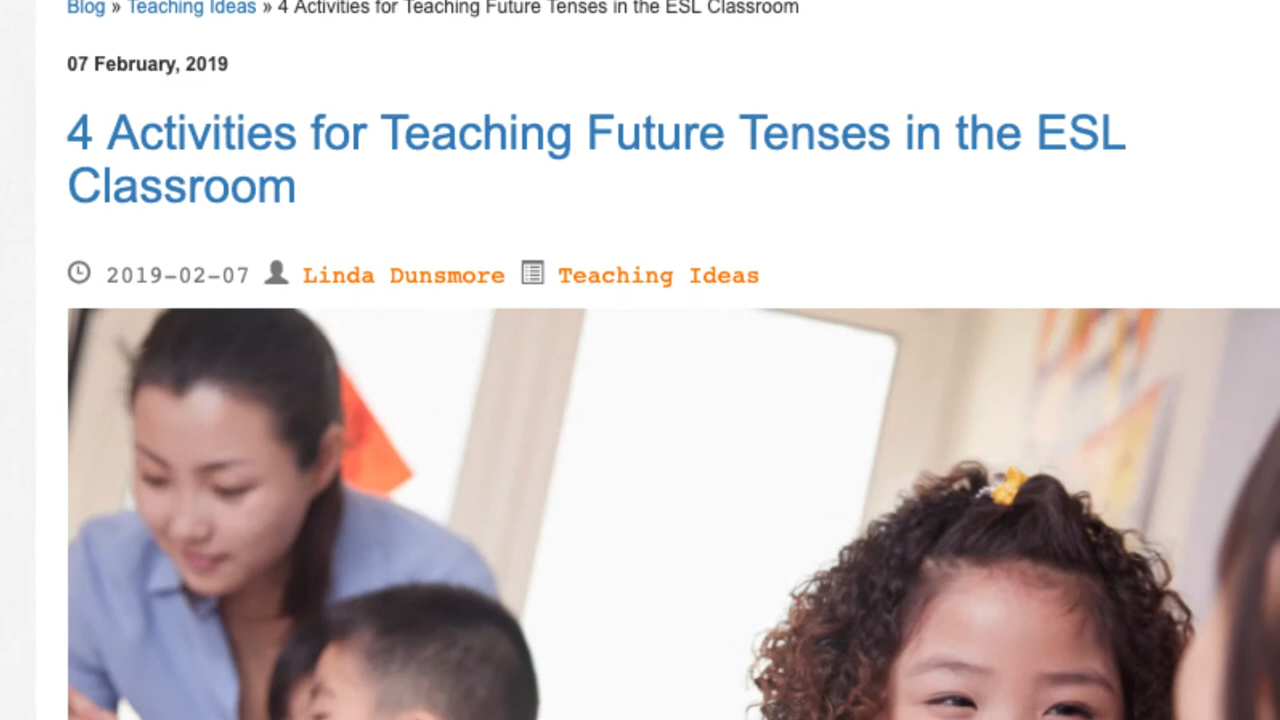 Blog » Teaching Ideas » 4 Activities for Teaching Future Tenses in the ESL Classroom
07 February, 2019
4 Activities for Teaching Future Tenses in the ESL
Classroom
2019-02-07 Linda Dunsmore Teaching Ideas